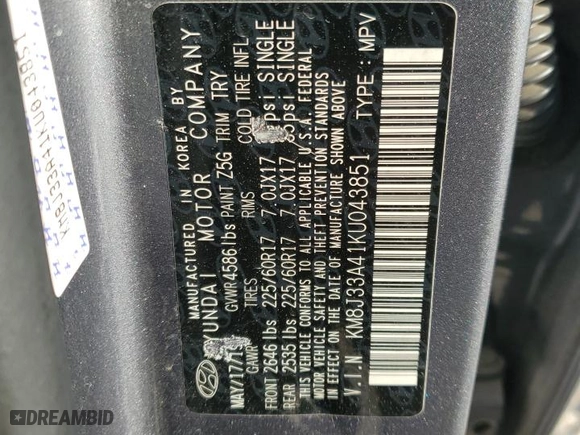 MANUFACTURED IN KOREA BY
HYUNDAI MOTOR COMPANY
MAY/17/
GVWR 4586 lbs PAINT Z5G TRIM TRY
GAWR TIRES RIMS COLD TIRE INFL
FRONT 2646 lbs 225/60R17 7.0JX17 psi SINGLE
REAR 2535 lbs 225/60R17 7.0JX17 psi SINGLE
THIS VEHICLE CONFORMS TO ALL APPLICABLE U.S.A. FEDERAL
MOTOR VEHICLE SAFETY, BUMPER, AND THEFT PREVENTION STANDARDS
IN EFFECT ON THE DATE OF MANUFACTURE SHOWN ABOVE
V.I.N : KM8J33A41KU043851 TYPE : MPV
KM8J33A41KU043851
DREAMBID